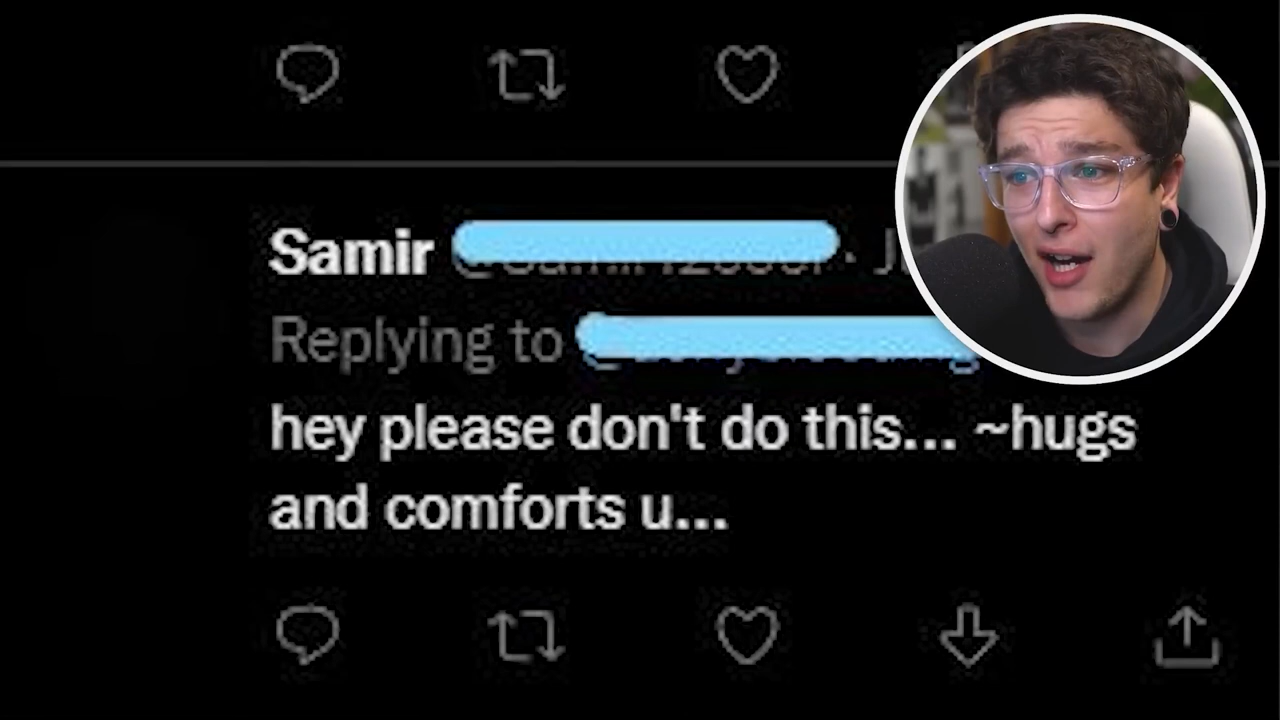 Samir
Replying to
hey please don't do this... ~hugs
and comforts u...